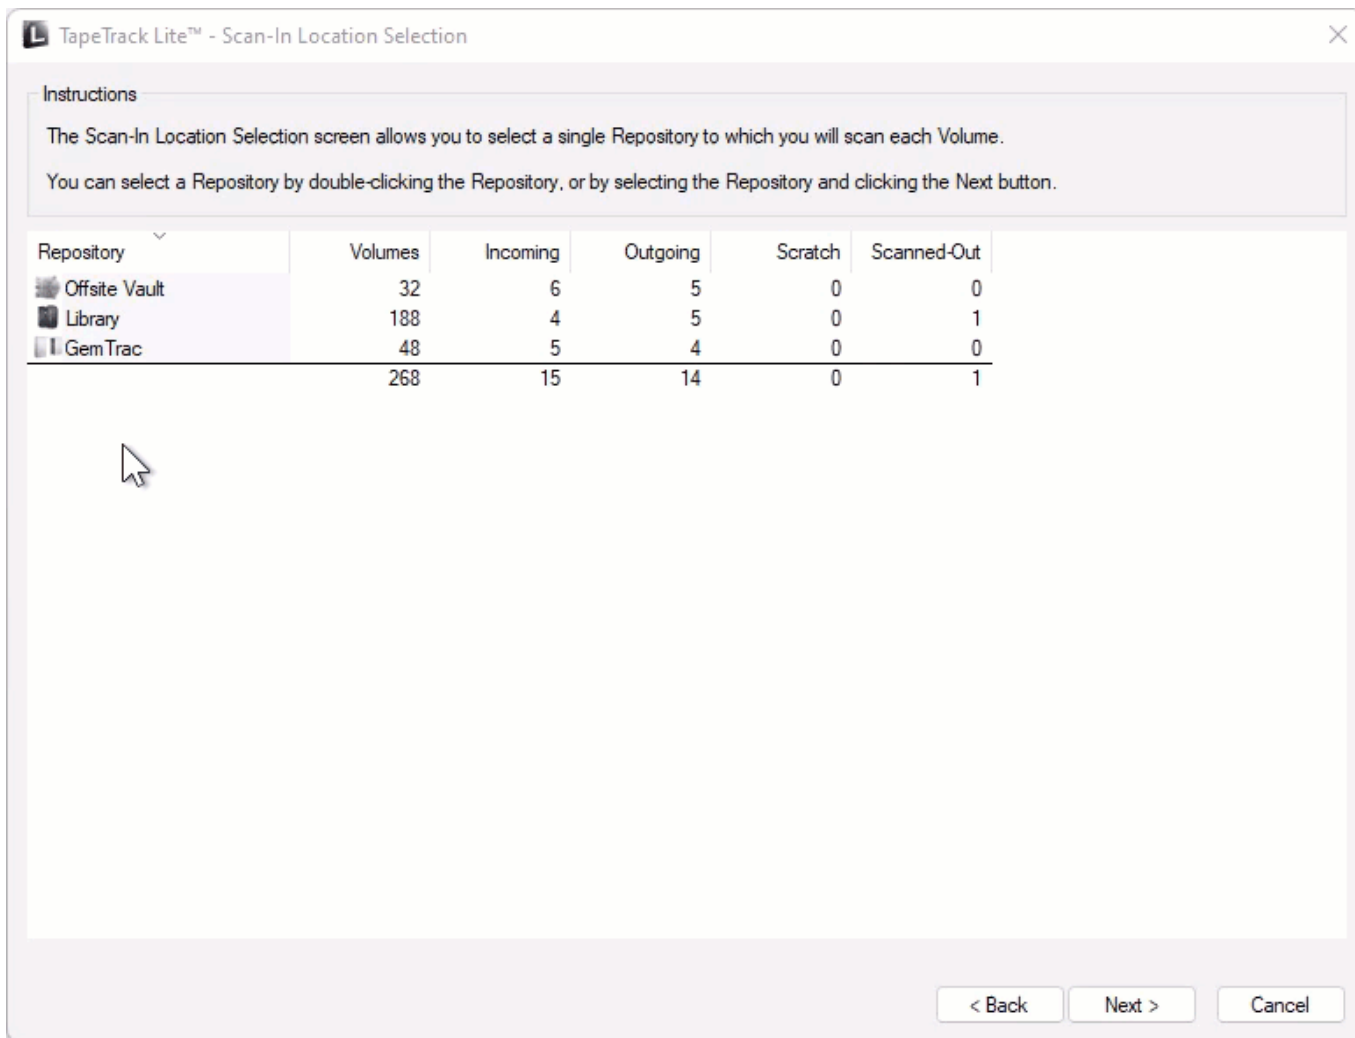 TapeTrack Lite™ - Scan-In Location Selection
Instructions
The Scan-In Location Selection screen allows you to select a single Repository to which you will scan each Volume.
You can select a Repository by double-clicking the Repository, or by selecting the Repository and clicking the Next button.
Repository Volumes Incoming Outgoing Scratch Scanned-Out
Offsite Vault 32 6 5 0 0
Library 188 4 5 0 1
GemTrac 48 5 4 0 0
268 15 14 0 1
< Back Next > Cancel